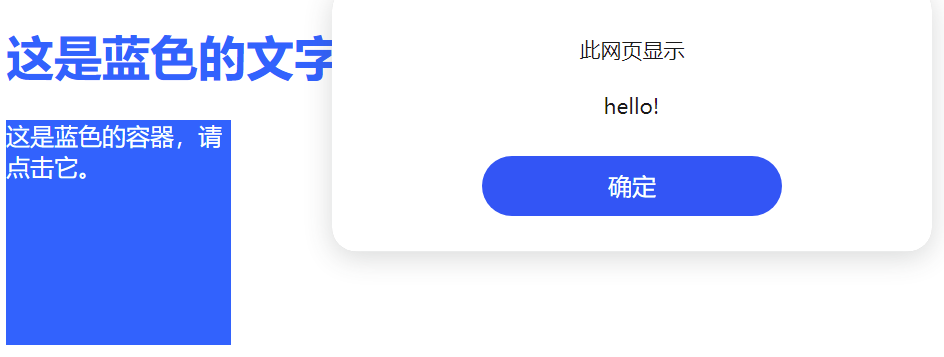 这是蓝色的文字
这是蓝色的容器，请
点击它。
此网页显示
hello!
确定